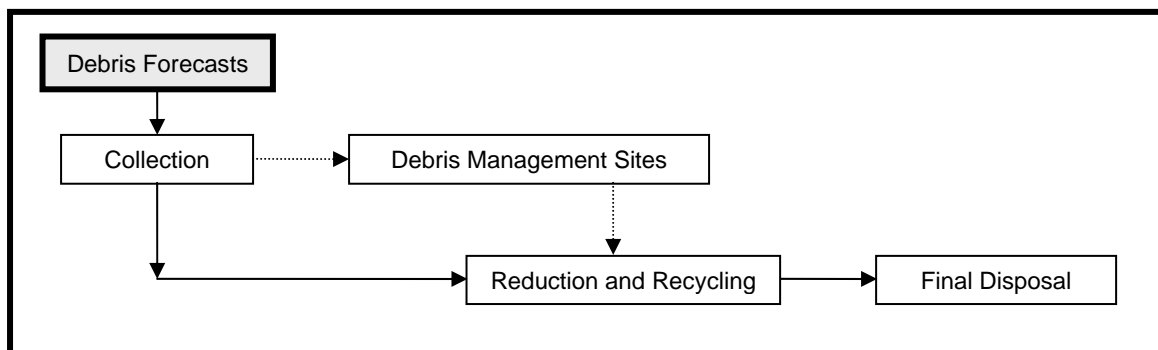 Debris Forecasts
Collection
Debris Management Sites
Reduction and Recycling
Final Disposal